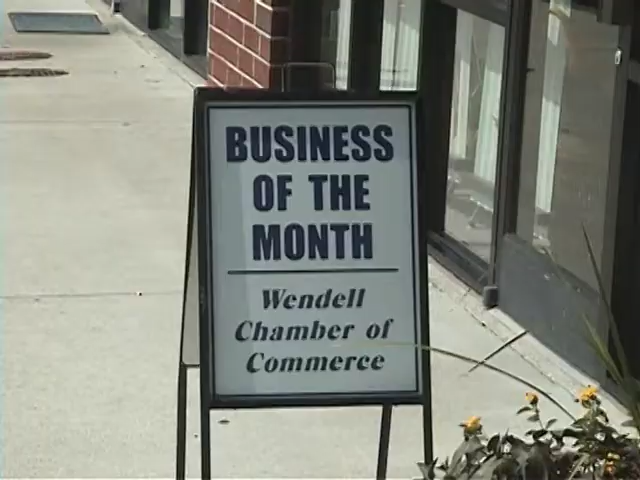 BUSINESS
OF THE
MONTH
Wendell
Chamber of
Commerce